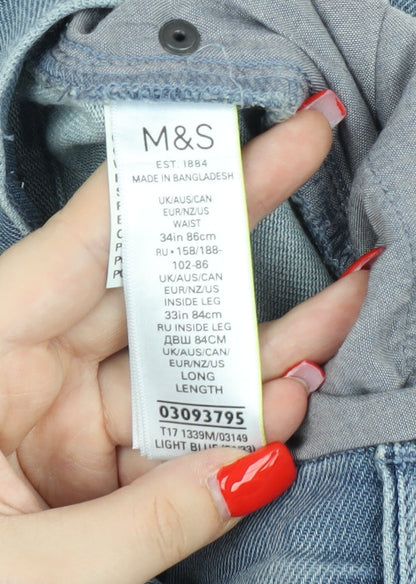 M&S
EST. 1884
MADE IN BANGLADESH
UK/AUS/CAN
EUR/NZ/US
WAIST
34in 86cm
RU • 158/188-
102-86
UK/AUS/CAN
EUR/NZ/US
INSIDE LEG
33in 84cm
RU INSIDE LEG
ДВШ 84CM
UK/AUS/CAN/
EUR/NZ/US
LONG
LENGTH
03093795
T17 1339M/03149
LIGHT BLUE